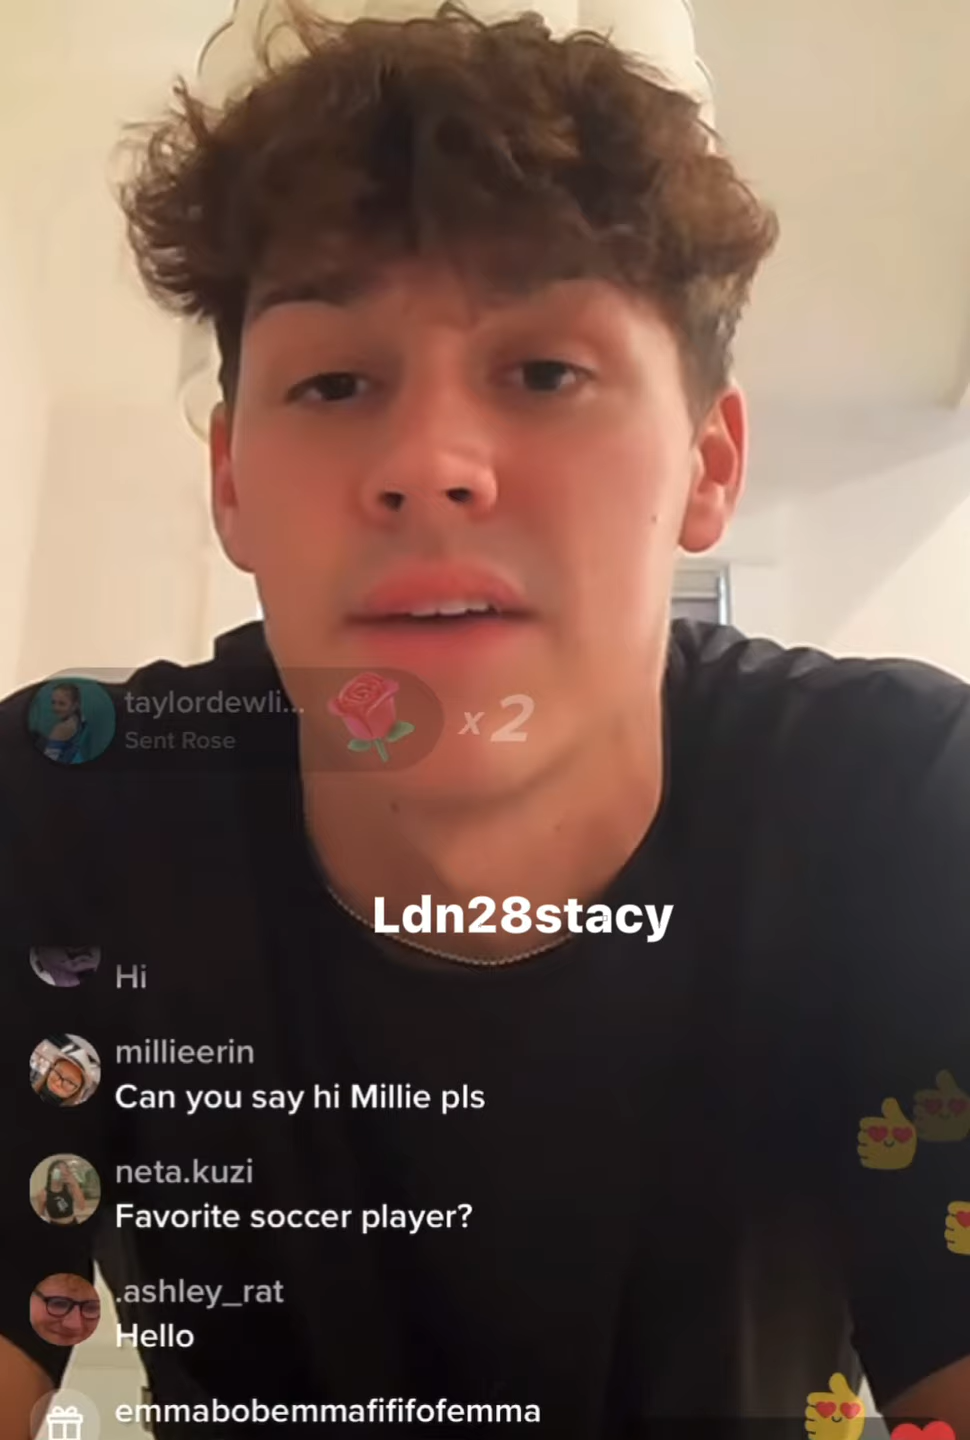 taylordewli...
Sent Rose
x2
Ldn28stacy
Hi
millieerin
Can you say hi Millie pls
neta.kuzi
Favorite soccer player?
.ashley_rat
Hello
emmabobemmafififofemma